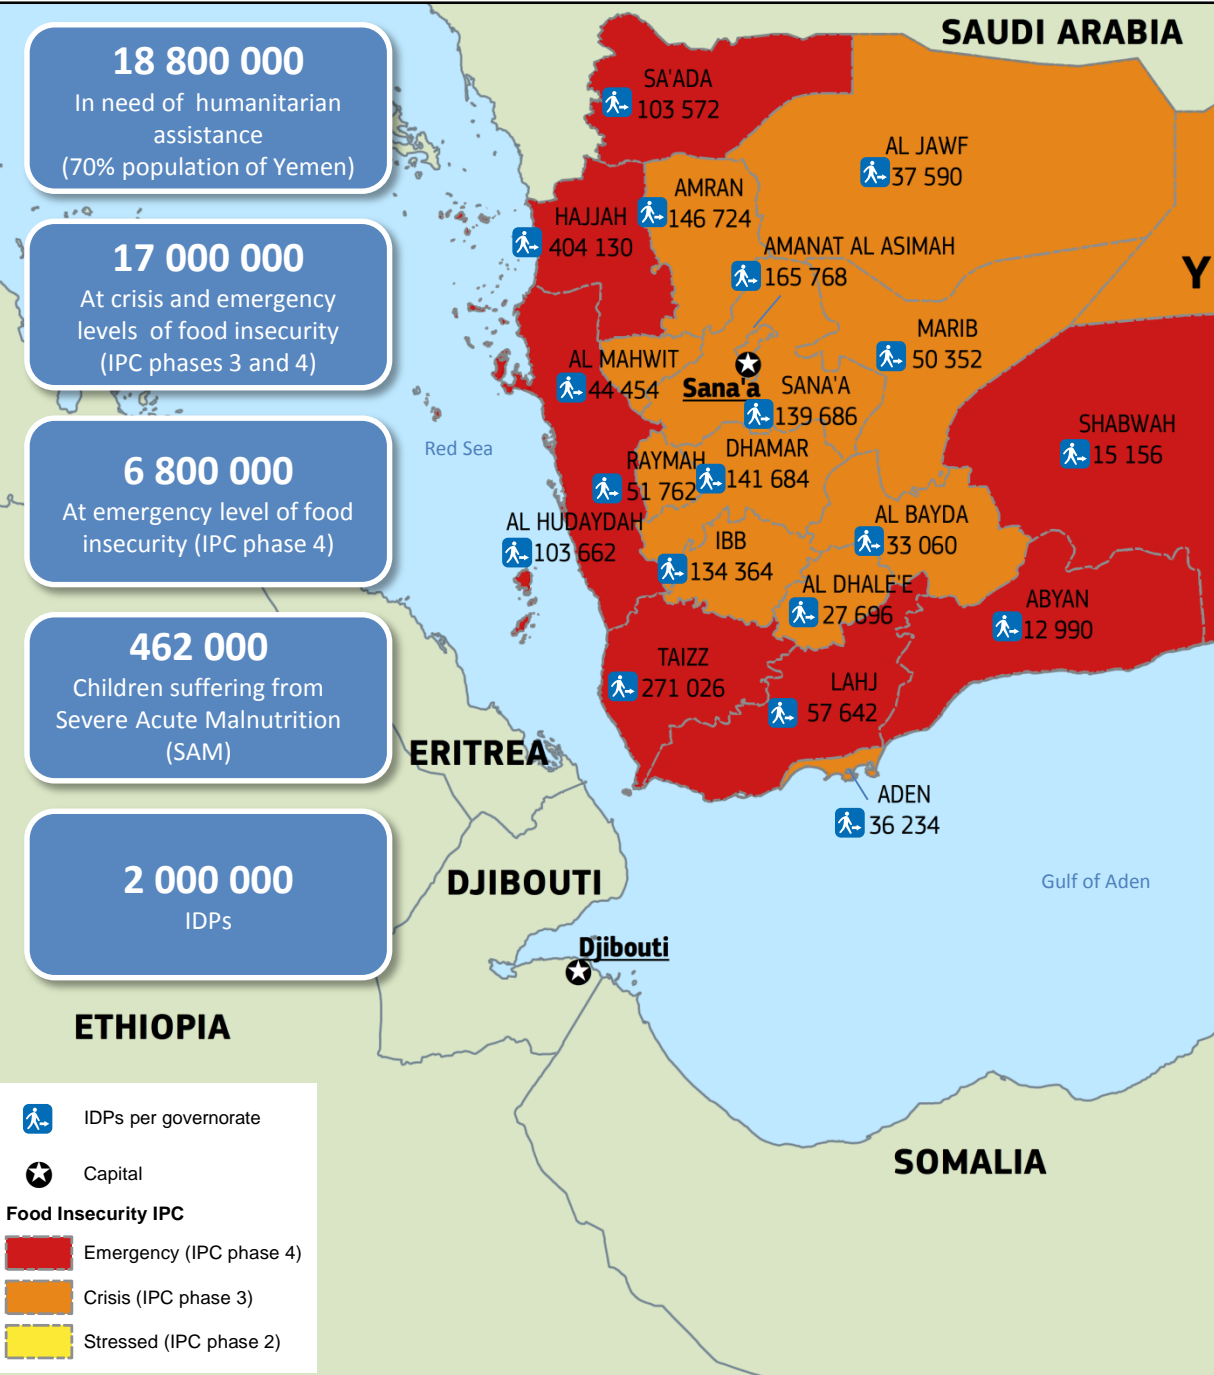 18 800 000
In need of humanitarian
assistance
(70% population of Yemen)
17 000 000
At crisis and emergency
levels of food insecurity
(IPC phases 3 and 4)
6 800 000
At emergency level of food
insecurity (IPC phase 4)
462 000
Children suffering from
Severe Acute Malnutrition
(SAM)
2 000 000
IDPs
SAUDI ARABIA
SA'ADA
103 572
AL JAWF
37 590
AMRAN
146 724
HAJJAH
404 130
AMANAT AL ASIMAH
165 768
Y
MARIB
50 352
AL MAHWIT
44 454
Sana'a
SANA'A
139 686
SHABWAH
15 156
Red Sea
RAYMAH
51 762
DHAMAR
141 684
AL HUDAYDAH
103 662
IBB
134 364
AL BAYDA
33 060
AL DHALE'E
27 696
ABYAN
12 990
TAIZZ
271 026
LAHJ
57 642
ERITREA
ADEN
36 234
DJIBOUTI
Gulf of Aden
Djibouti
ETHIOPIA
SOMALIA
IDPs per governorate
Capital
Food Insecurity IPC
Emergency (IPC phase 4)
Crisis (IPC phase 3)
Stressed (IPC phase 2)